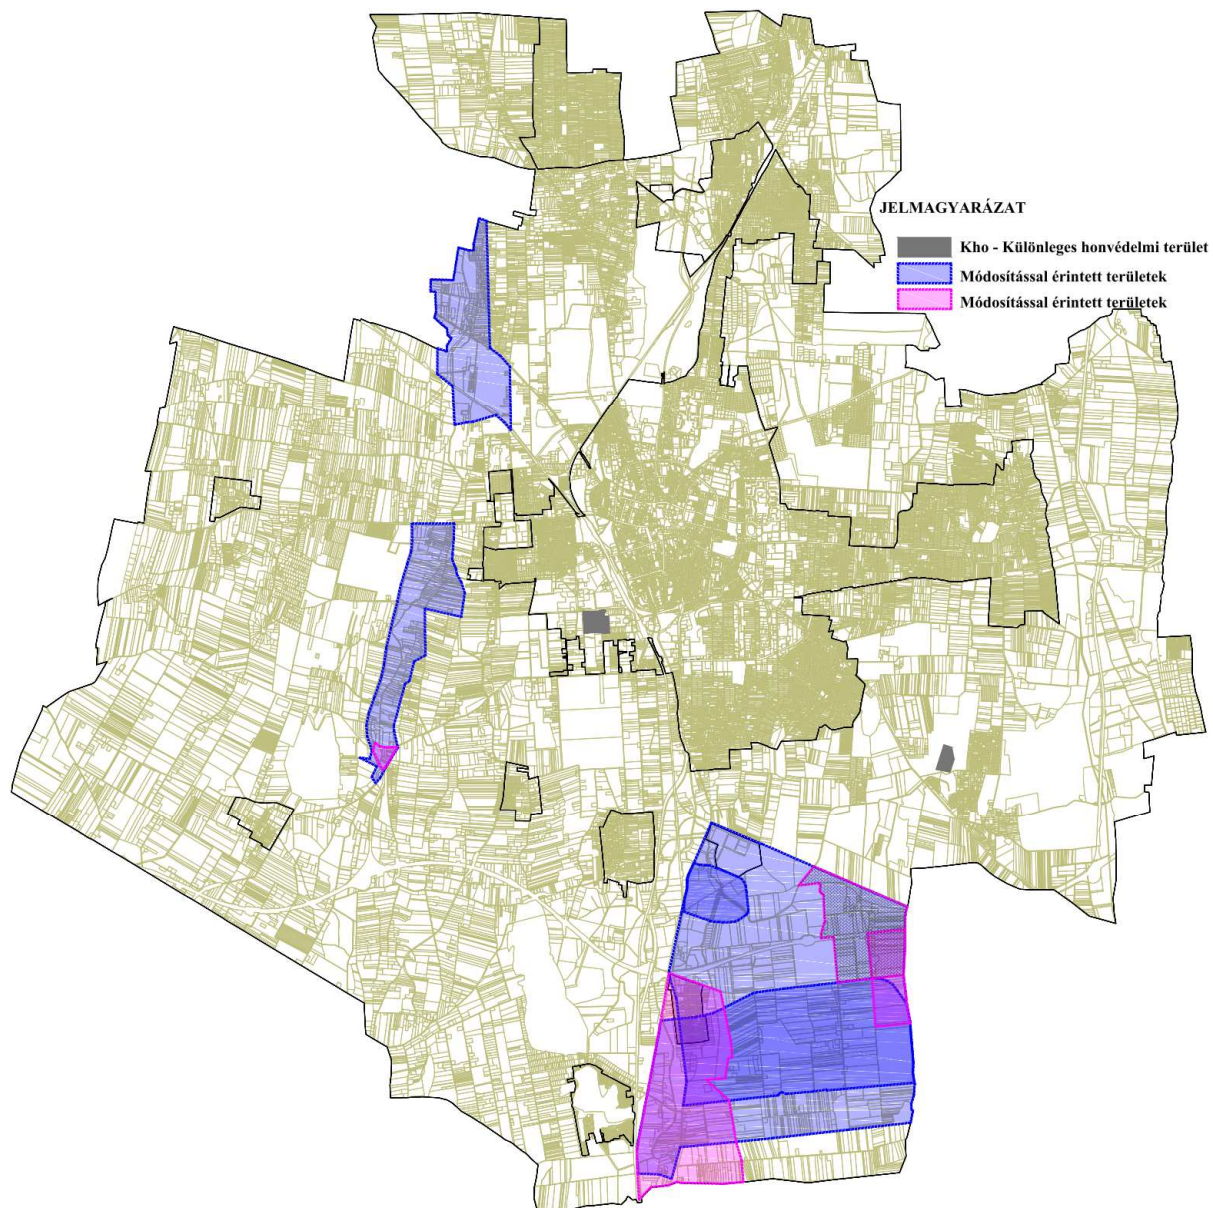 JELMAGYARÁZAT
Kho - Különleges honvédelmi terület
Módosítással érintett területek
Módosítással érintett területek